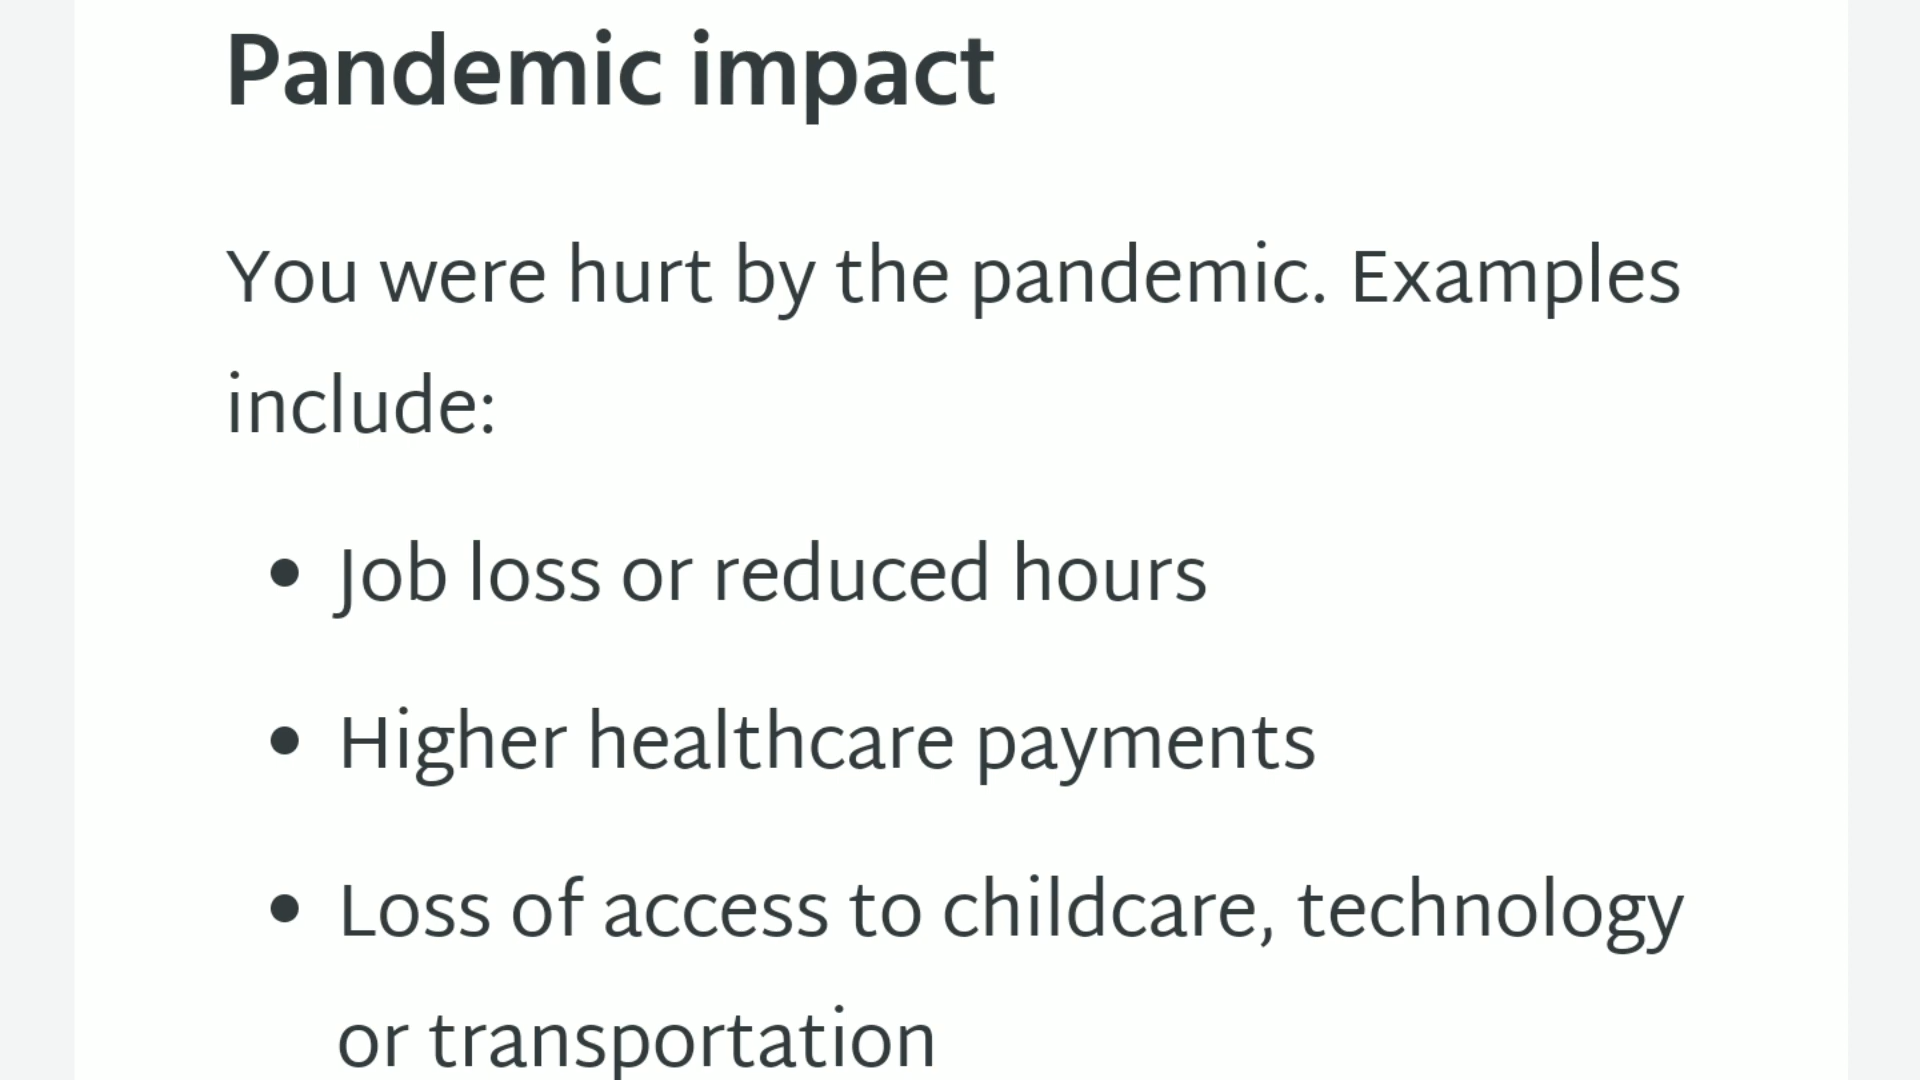 Pandemic impact
You were hurt by the pandemic. Examples
include:
• Job loss or reduced hours
• Higher healthcare payments
• Loss of access to childcare, technology
or transportation